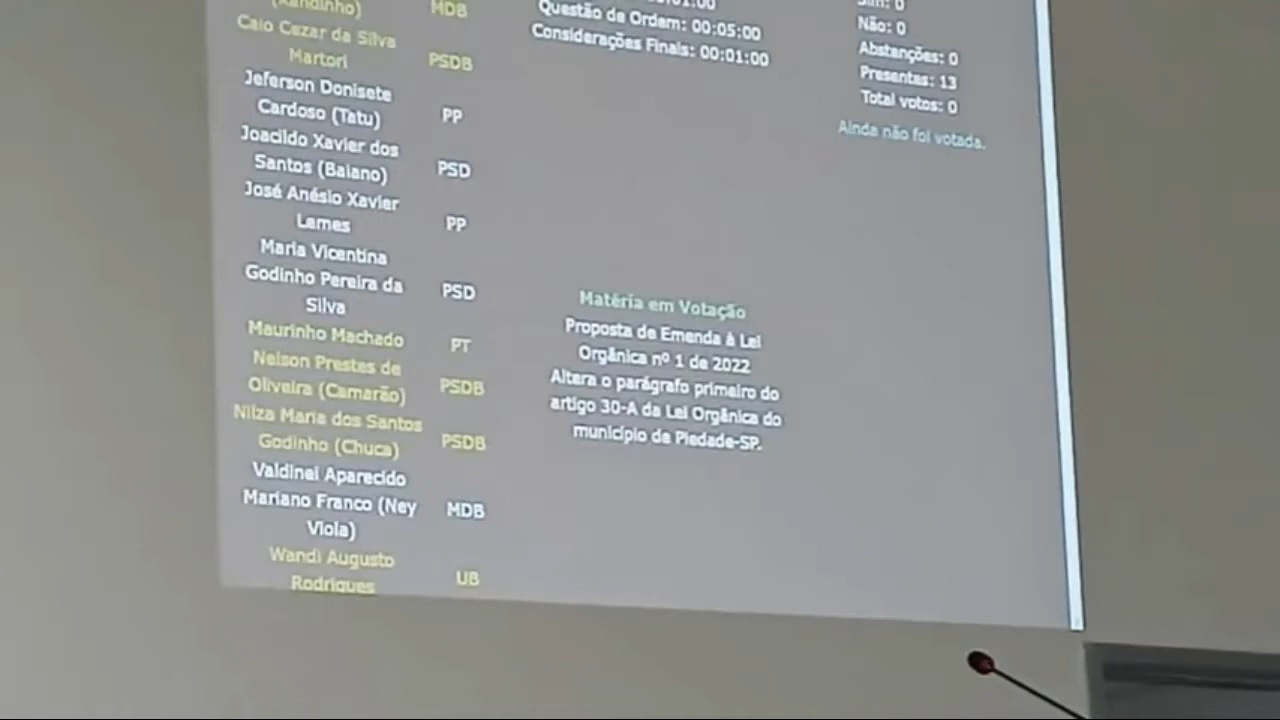 (Xandinho) MDB
Caio Cezar da Silva
Martori PSDB
Jeferson Donisete
Cardoso (Tatu) PP
Joacildo Xavier dos
Santos (Baiano) PSD
José Anésio Xavier
Lemes PP
Maria Vicentina
Godinho Pereira da
Silva PSD
Maurinho Machado PT
Nelson Prestes de
Oliveira (Camarão) PSDB
Nilza Maria dos Santos
Godinho (Chuca) PSDB
Valdinei Aparecido
Mariano Franco (Ney
Viola) MDB
Wandi Augusto
Rodrigues UB
Questão de Ordem: 00:05:00
Considerações Finais: 00:01:00
Matéria em Votação
Proposta de Emenda à Lei
Orgânica nº 1 de 2022
Altera o parágrafo primeiro do
artigo 30-A da Lei Orgânica do
município de Piedade-SP.
Sim: 0
Não: 0
Abstenções: 0
Presentes: 13
Total votos: 0
Ainda não foi votada.